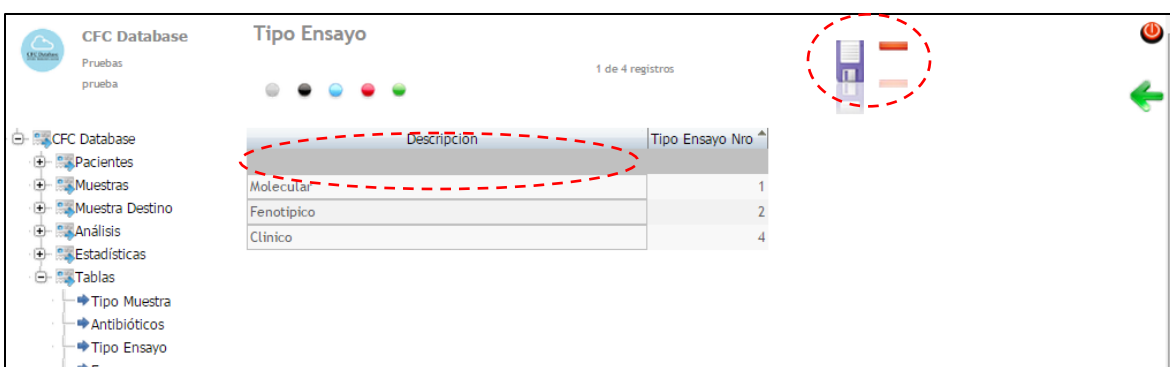 CFC Database
Pruebas
prueba
Tipo Ensayo
1 de 4 registros
CFC Database
Pacientes
Muestras
Muestra Destino
Análisis
Estadísticas
Tablas
Tipo Muestra
Antibióticos
Tipo Ensayo
Descripción Tipo Ensayo Nro
Molecular 1
Fenotípico 2
Clínico 4